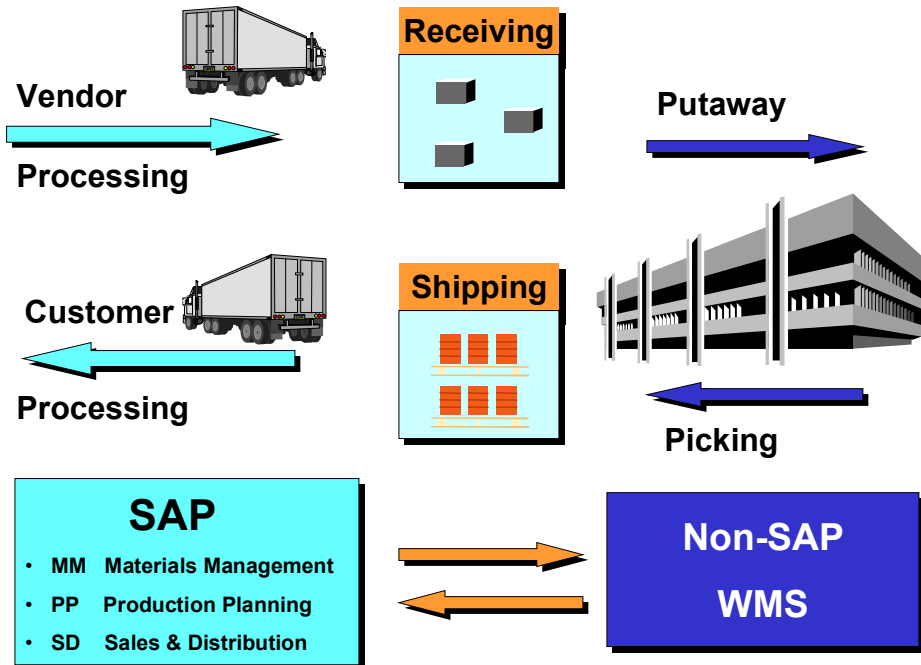 Receiving
Vendor
Processing
Putaway
Customer
Processing
Shipping
Picking
SAP
• MM Materials Management
• PP Production Planning
• SD Sales & Distribution
Non-SAP
WMS